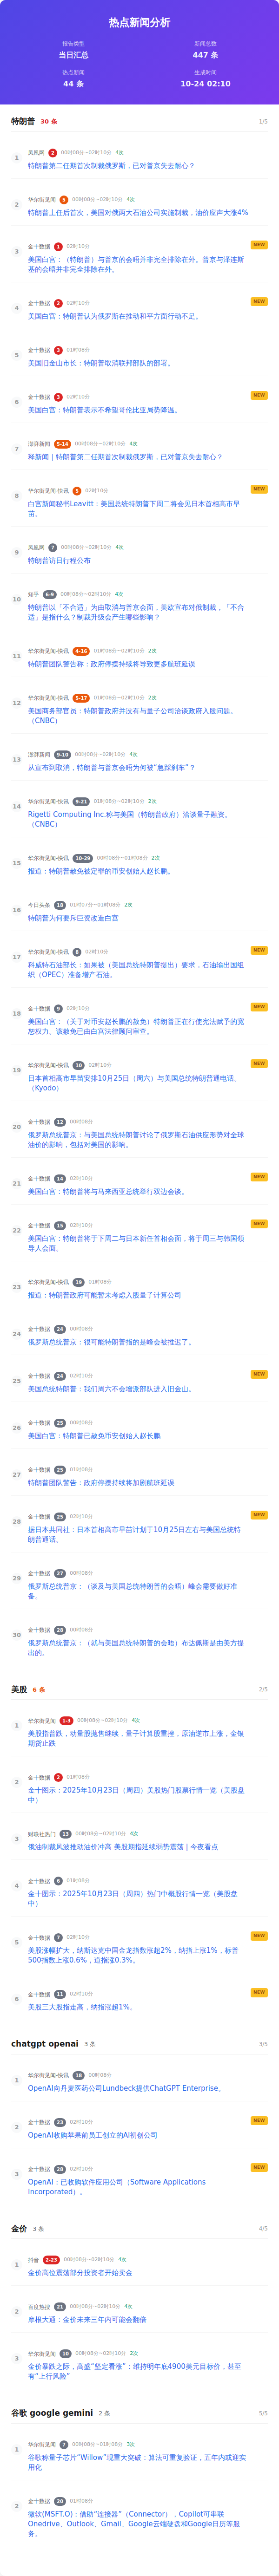 热点新闻分析
报告类型
新闻总数
当日汇总
447 条
热点新闻
生成时间
44 条
10-24 02:10
特朗普 30 条 1/5
1 凤凰网 2 00时08分~02时10分 4次
特朗普第二任期首次制裁俄罗斯，已对普京失去耐心？
2 华尔街见闻 5 00时08分~02时10分 4次
特朗普上任后首次，美国对俄两大石油公司实施制裁，油价应声大涨4%
3 金十数据 1 02时10分 NEW
美国白宫：（特朗普）与普京的会晤并非完全排除在外。普京与泽连斯
基的会晤并非完全排除在外。
4 金十数据 2 02时10分 NEW
美国白宫：特朗普认为俄罗斯在推动和平方面行动不足。
5 金十数据 3 01时08分
美国旧金山市长：特朗普取消联邦部队的部署。
6 金十数据 3 02时10分 NEW
美国白宫：特朗普表示不希望哥伦比亚局势降温。
7 澎湃新闻 5-14 00时08分~02时10分 4次
释新闻｜特朗普第二任期首次制裁俄罗斯，已对普京失去耐心？
8 华尔街见闻-快讯 5 02时10分 NEW
白宫新闻秘书Leavitt：美国总统特朗普下周二将会见日本首相高市早
苗。
9 凤凰网 7 00时08分~02时10分 4次
特朗普访日行程公布
10 知乎 6-9 00时08分~02时10分 4次
特朗普以「不合适」为由取消与普京会面，美欧宣布对俄制裁，「不合
适」是指什么？制裁升级会产生哪些影响？
11 华尔街见闻-快讯 4-16 01时08分~02时10分 2次
特朗普团队警告称：政府停摆持续将导致更多航班延误
12 华尔街见闻-快讯 5-17 01时08分~02时10分 2次
美国商务部官员：特朗普政府并没有与量子公司洽谈政府入股问题。
（CNBC）
13 澎湃新闻 9-10 00时08分~02时10分 4次
从宣布到取消，特朗普与普京会晤为何被“急踩刹车”？
14 华尔街见闻-快讯 9-21 01时08分~02时10分 2次
Rigetti Computing Inc.称与美国（特朗普政府）洽谈量子融资。
（CNBC）
15 华尔街见闻-快讯 10-29 00时08分~01时08分 2次
报道：特朗普赦免被定罪的币安创始人赵长鹏。
16 今日头条 18 01时07分~01时08分 2次
特朗普为何要斥巨资改造白宫
17 华尔街见闻-快讯 8 02时10分 NEW
科威特石油部长：如果被（美国总统特朗普提出）要求，石油输出国组
织（OPEC）准备增产石油。
18 金十数据 9 02时10分 NEW
美国白宫：（关于对币安赵长鹏的赦免）特朗普正在行使宪法赋予的宽
恕权力。该赦免已由白宫法律顾问审查。
19 华尔街见闻-快讯 10 02时10分 NEW
日本首相高市早苗安排10月25日（周六）与美国总统特朗普通电话。
（Kyodo）
20 金十数据 12 00时08分
俄罗斯总统普京：与美国总统特朗普讨论了俄罗斯石油供应形势对全球
油价的影响，包括对美国的影响。
21 金十数据 14 02时10分 NEW
美国白宫：特朗普将与马来西亚总统举行双边会谈。
22 金十数据 15 02时10分 NEW
美国白宫：特朗普将于下周二与日本新任首相会面，将于周三与韩国领
导人会面。
23 华尔街见闻-快讯 19 01时08分
报道：特朗普政府可能暂未考虑入股量子计算公司
24 金十数据 24 00时08分
俄罗斯总统普京：很可能特朗普指的是峰会被推迟了。
25 金十数据 24 02时10分 NEW
美国总统特朗普：我们周六不会增派部队进入旧金山。
26 金十数据 25 00时08分
美国白宫：特朗普已赦免币安创始人赵长鹏
27 金十数据 25 01时08分
特朗普团队警告：政府停摆持续将加剧航班延误
28 金十数据 25 02时10分 NEW
据日本共同社：日本首相高市早苗计划于10月25日左右与美国总统特
朗普通话。
29 金十数据 27 00时08分
俄罗斯总统普京：（谈及与美国总统特朗普的会晤）峰会需要做好准
备。
30 金十数据 28 00时08分
俄罗斯总统普京：（就与美国总统特朗普的会晤）布达佩斯是由美方提
出的。
美股 6 条 2/5
1 华尔街见闻 1-3 00时08分~02时10分 4次
美股指普跌，动量股抛售继续，量子计算股重挫，原油逆市上涨，金银
期货止跌
2 金十数据 2 01时08分
金十图示：2025年10月23日（周四）美股热门股票行情一览（美股盘
中）
3 财联社热门 13 00时08分~02时10分 4次
俄油制裁风波推动油价冲高 美股期指延续弱势震荡 | 今夜看点
4 金十数据 6 01时08分
金十图示：2025年10月23日（周四）热门中概股行情一览（美股盘
中）
5 金十数据 7 02时10分 NEW
美股涨幅扩大，纳斯达克中国金龙指数涨超2%，纳指上涨1%，标普
500指数上涨0.6%，道指涨0.3%。
6 金十数据 11 02时10分 NEW
美股三大股指走高，纳指涨超1%。
chatgpt openai 3 条 3/5
1 华尔街见闻-快讯 18 00时08分
OpenAI向丹麦医药公司Lundbeck提供ChatGPT Enterprise。
2 金十数据 23 02时10分 NEW
OpenAI收购苹果前员工创立的AI初创公司
3 金十数据 28 02时10分 NEW
OpenAI：已收购软件应用公司（Software Applications
Incorporated）。
金价 3 条 4/5
1 抖音 2-23 00时08分~02时10分 4次
金价高位震荡部分投资者开始卖金
2 百度热搜 21 00时08分~02时10分 4次
摩根大通：金价未来三年内可能会翻倍
3 华尔街见闻 10 00时08分~02时10分 2次
金价暴跌之际，高盛“坚定看涨”：维持明年底4900美元目标价，甚至
有“上行风险”
谷歌 google gemini 2 条 5/5
1 华尔街见闻 7 00时08分~01时08分 3次
谷歌称量子芯片“Willow”现重大突破：算法可重复验证，五年内或迎实
用化
2 金十数据 20 01时08分
微软(MSFT.O)：借助“连接器”（Connector），Copilot可串联
Onedrive、Outlook、Gmail、Google云端硬盘和Google日历等服
务。